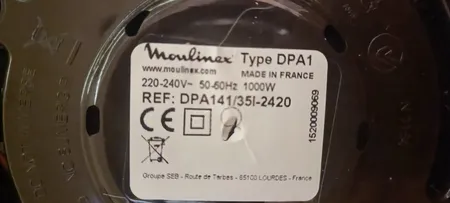 Moulinex Type DPA1
www.moulinex.com MADE IN FRANCE
220-240V~ 50-60Hz 1000W
REF: DPA141/35I-2420
CE
1520009069
Groupe SEB - Route de Tarbes - 65100 LOURDES - France